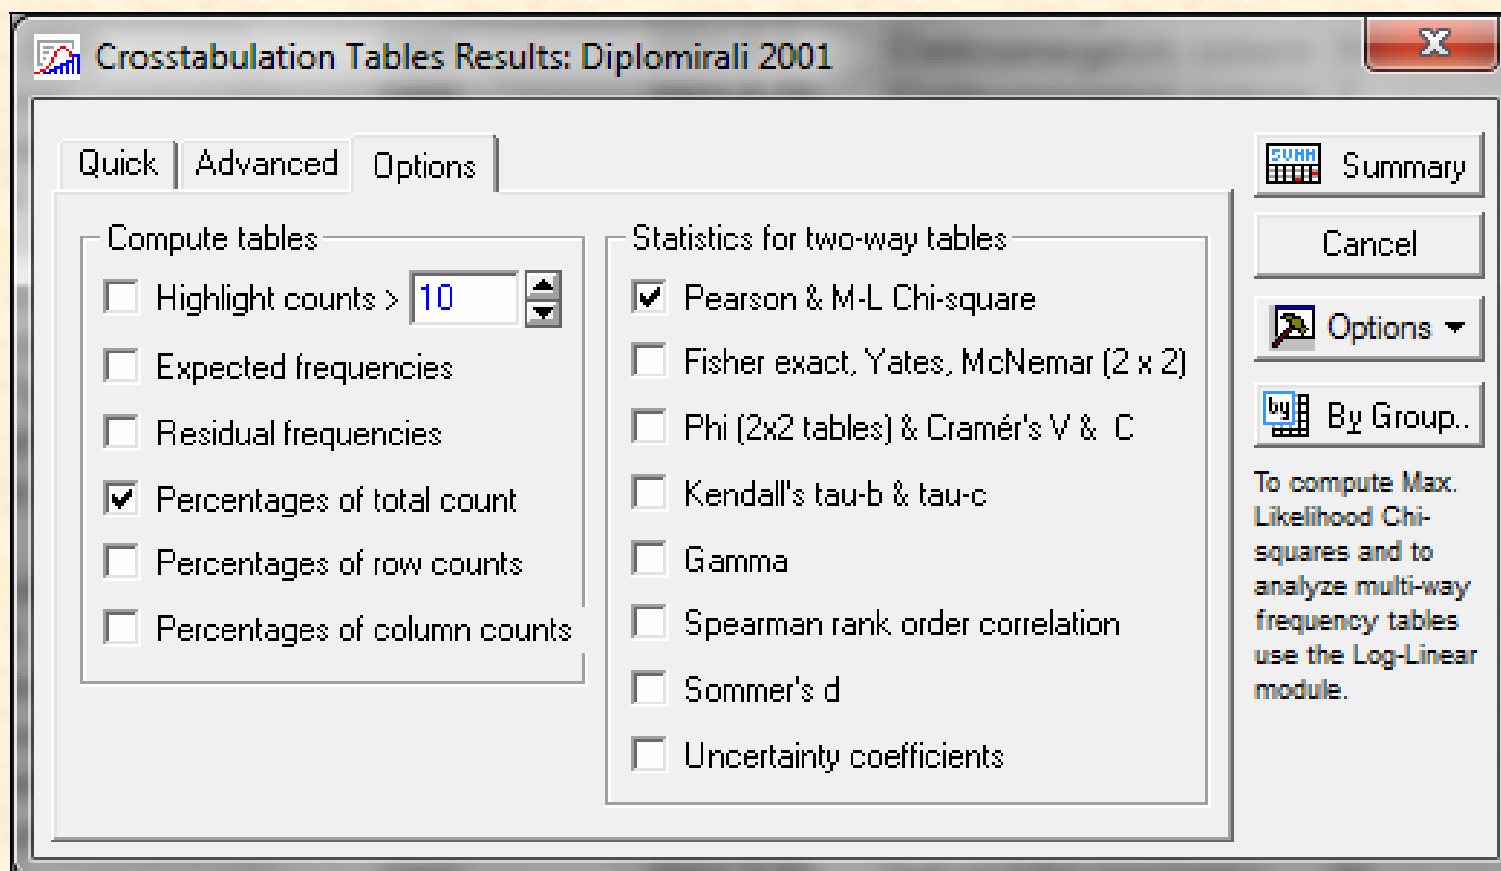 Crosstabulation Tables Results: Diplomirali 2001
Quick
Advanced
Options
Compute tables
Highlight counts > 10
Expected frequencies
Residual frequencies
Percentages of total count
Percentages of row counts
Percentages of column counts
Statistics for two-way tables
Pearson & M-L Chi-square
Fisher exact, Yates, McNemar (2 x 2)
Phi (2x2 tables) & Cramér's V & C
Kendall's tau-b & tau-c
Gamma
Spearman rank order correlation
Sommer's d
Uncertainty coefficients
SUMM
Summary
Cancel
Options
by
By Group..
To compute Max.
Likelihood Chi-
squares and to
analyze multi-way
frequency tables
use the Log-Linear
module.